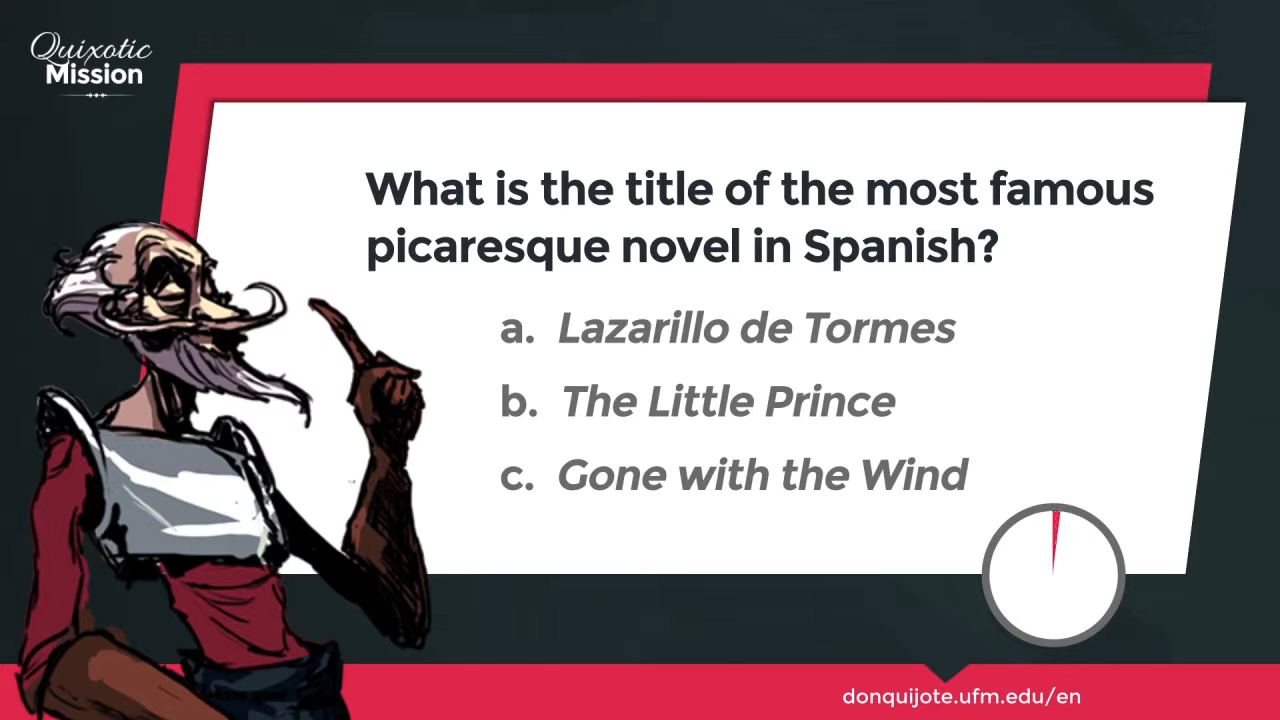 Quixotic
Mission
What is the title of the most famous
picaresque novel in Spanish?
a. Lazarillo de Tormes
b. The Little Prince
c. Gone with the Wind
donquijote.ufm.edu/en